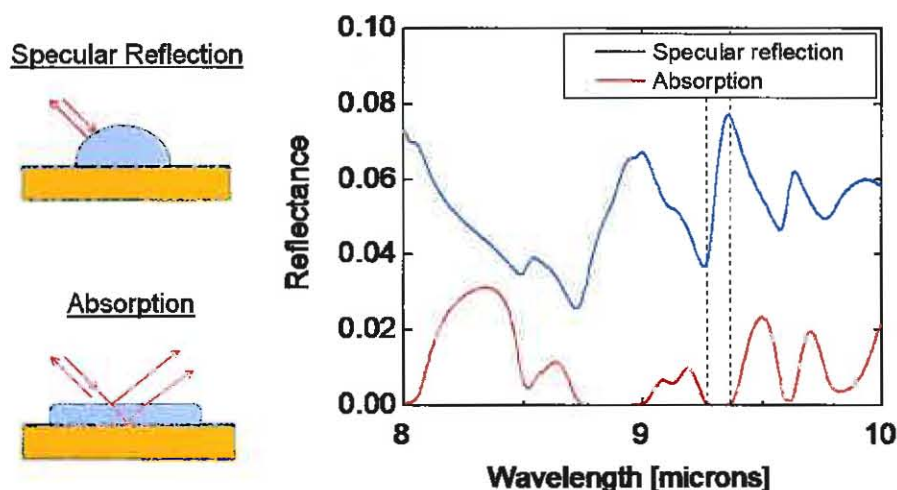 Specular Reflection
Absorption
0.10
0.08
0.06
0.04
0.02
0.00
Reflectance
Specular reflection
Absorption
8
9
10
Wavelength [microns]